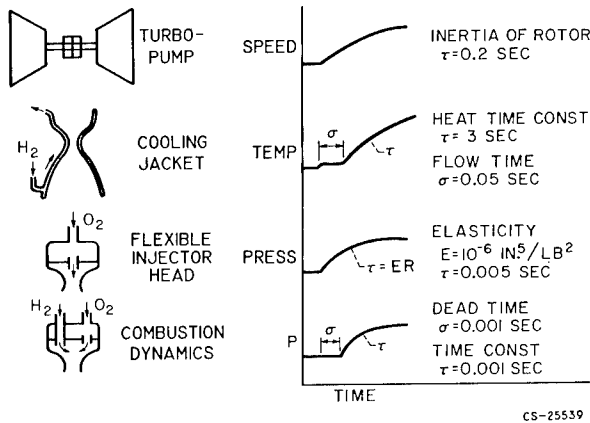 TURBO-
PUMP
SPEED
INERTIA OF ROTOR
τ=0.2 SEC
H2
COOLING
JACKET
TEMP
σ
τ
HEAT TIME CONST
τ= 3 SEC
FLOW TIME
σ=0.05 SEC
O2
FLEXIBLE
INJECTOR
HEAD
PRESS
τ=ER
ELASTICITY
E=10⁻⁶ IN.⁵/LB²
τ=0.005 SEC
H2
O2
COMBUSTION
DYNAMICS
P
σ
τ
DEAD TIME
σ=0.001 SEC
TIME CONST
τ=0.001 SEC
TIME
CS-25539